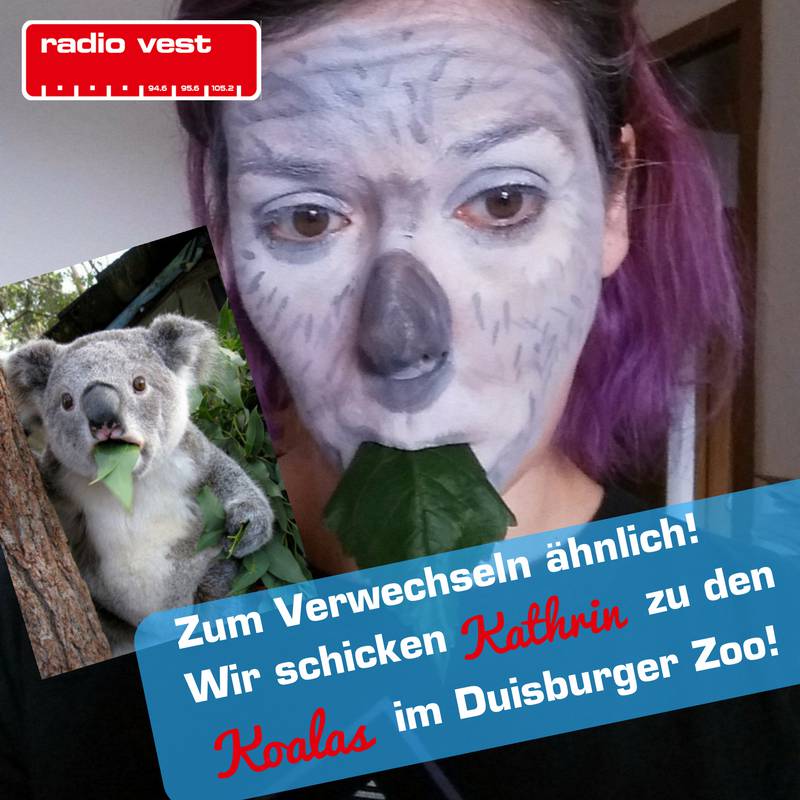 radio vest
94.6 95.6 105.2
Zum Verwechseln ähnlich!
Wir schicken Kathrin zu den
Koalas im Duisburger Zoo!